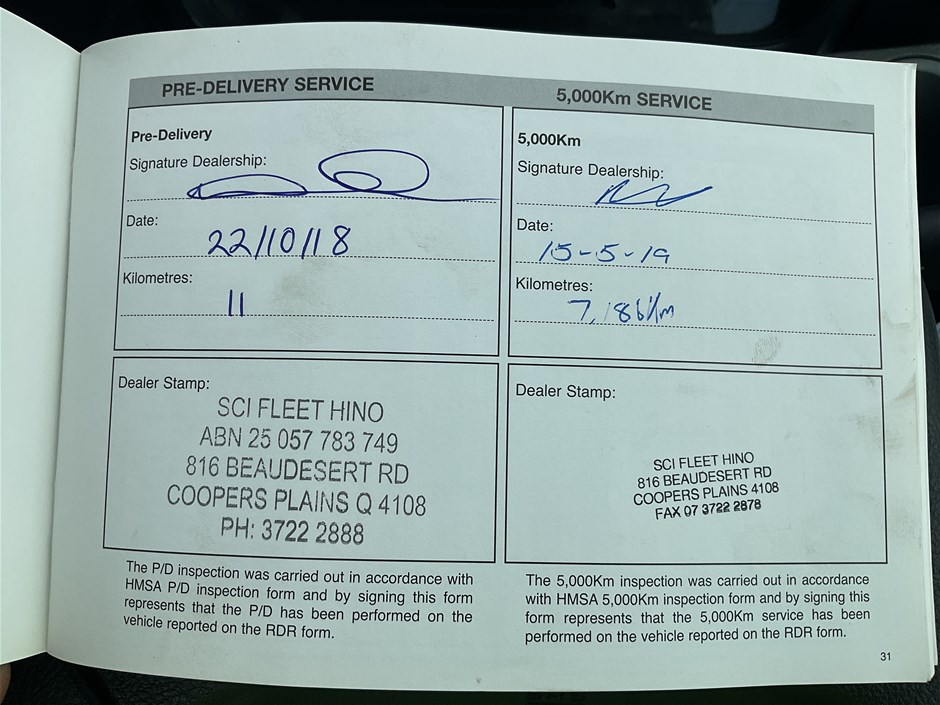 PRE-DELIVERY SERVICE
Pre-Delivery
Signature Dealership:
Date:
22/10/18
Kilometres:
11
Dealer Stamp:
SCI FLEET HINO
ABN 25 057 783 749
816 BEAUDESERT RD
COOPERS PLAINS Q 4108
PH: 3722 2888
The P/D inspection was carried out in accordance with
HMSA P/D inspection form and by signing this form
represents that the P/D has been performed on the
vehicle reported on the RDR form.
5,000Km SERVICE
5,000Km
Signature Dealership:
Date:
15-5-19
Kilometres:
7,186Km
Dealer Stamp:
SCI FLEET HINO
816 BEAUDESERT RD
COOPERS PLAINS 4108
FAX 07 3722 2878
The 5,000Km inspection was carried out in accordance
with HMSA 5,000Km inspection form and by signing this
form represents that the 5,000Km service has been
performed on the vehicle reported on the RDR form.
31